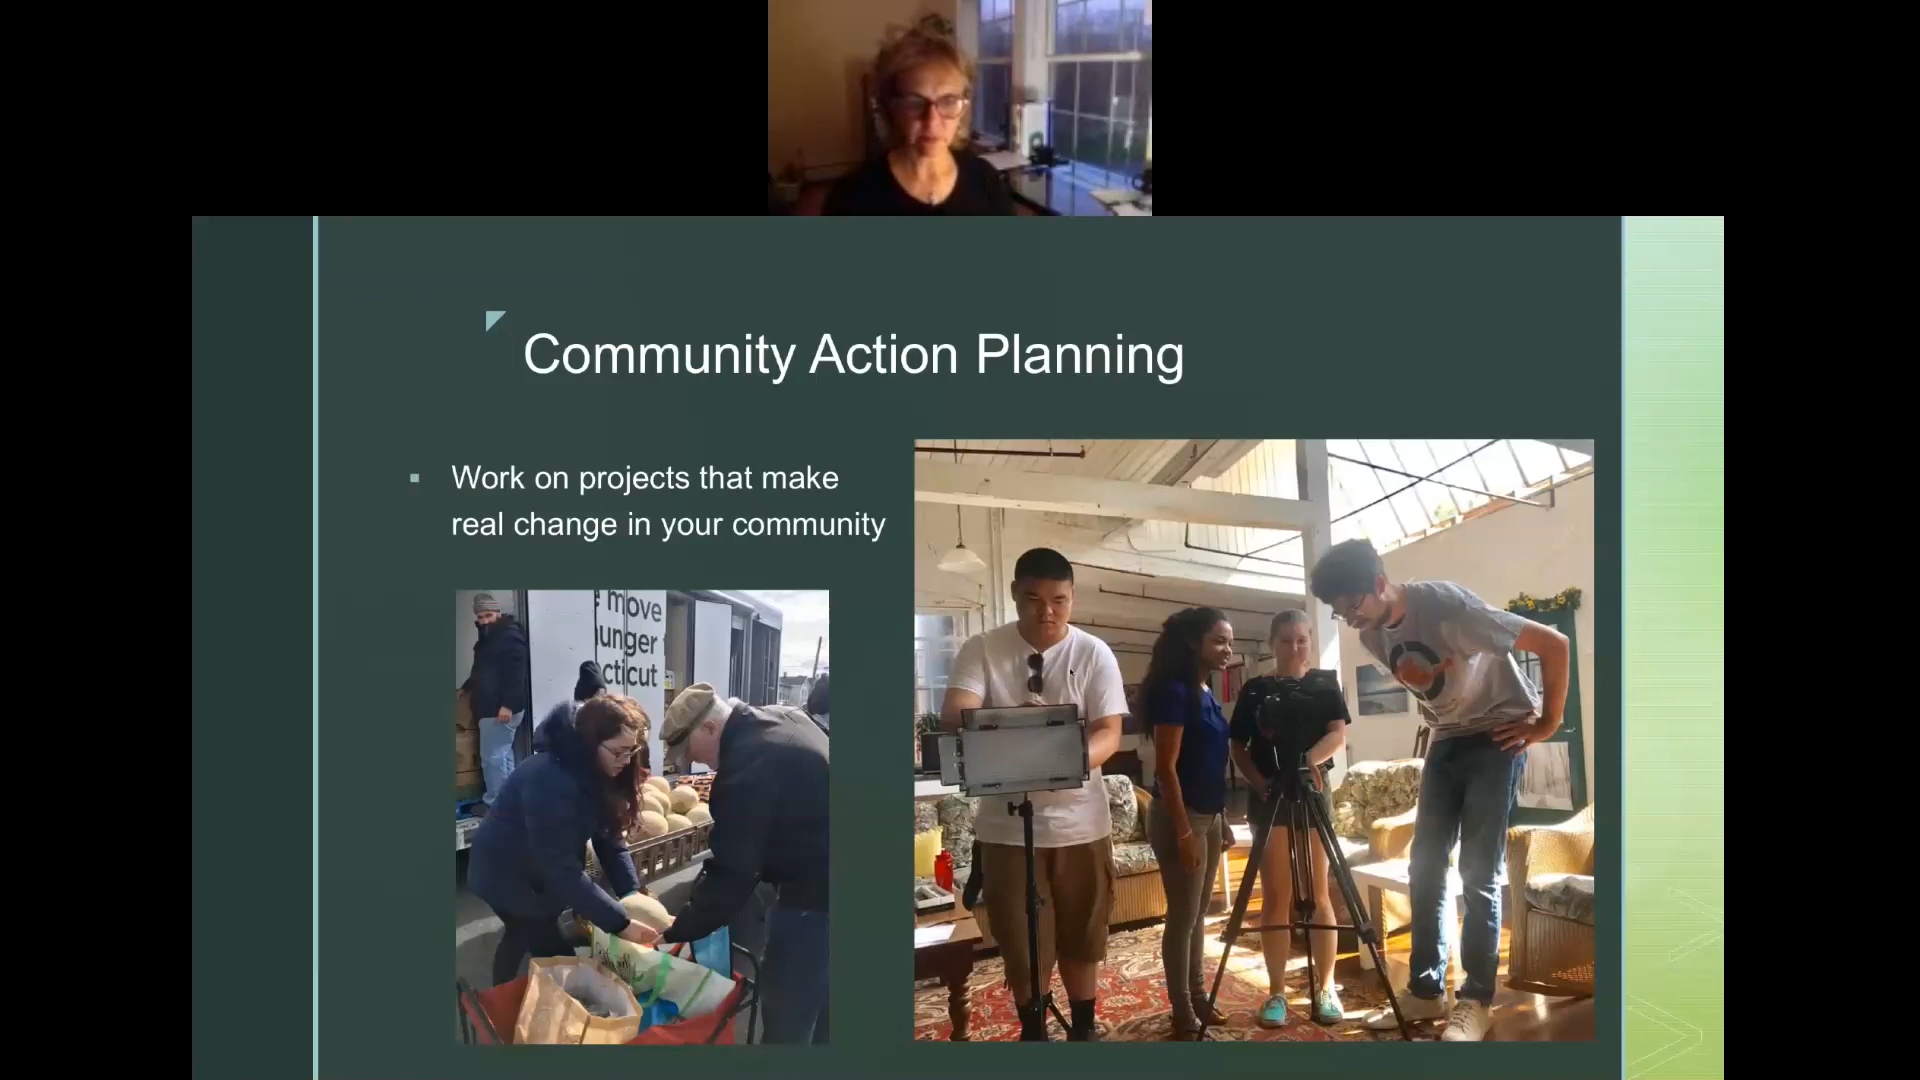 Community Action Planning
Work on projects that make
real change in your community
move
unger
cticut